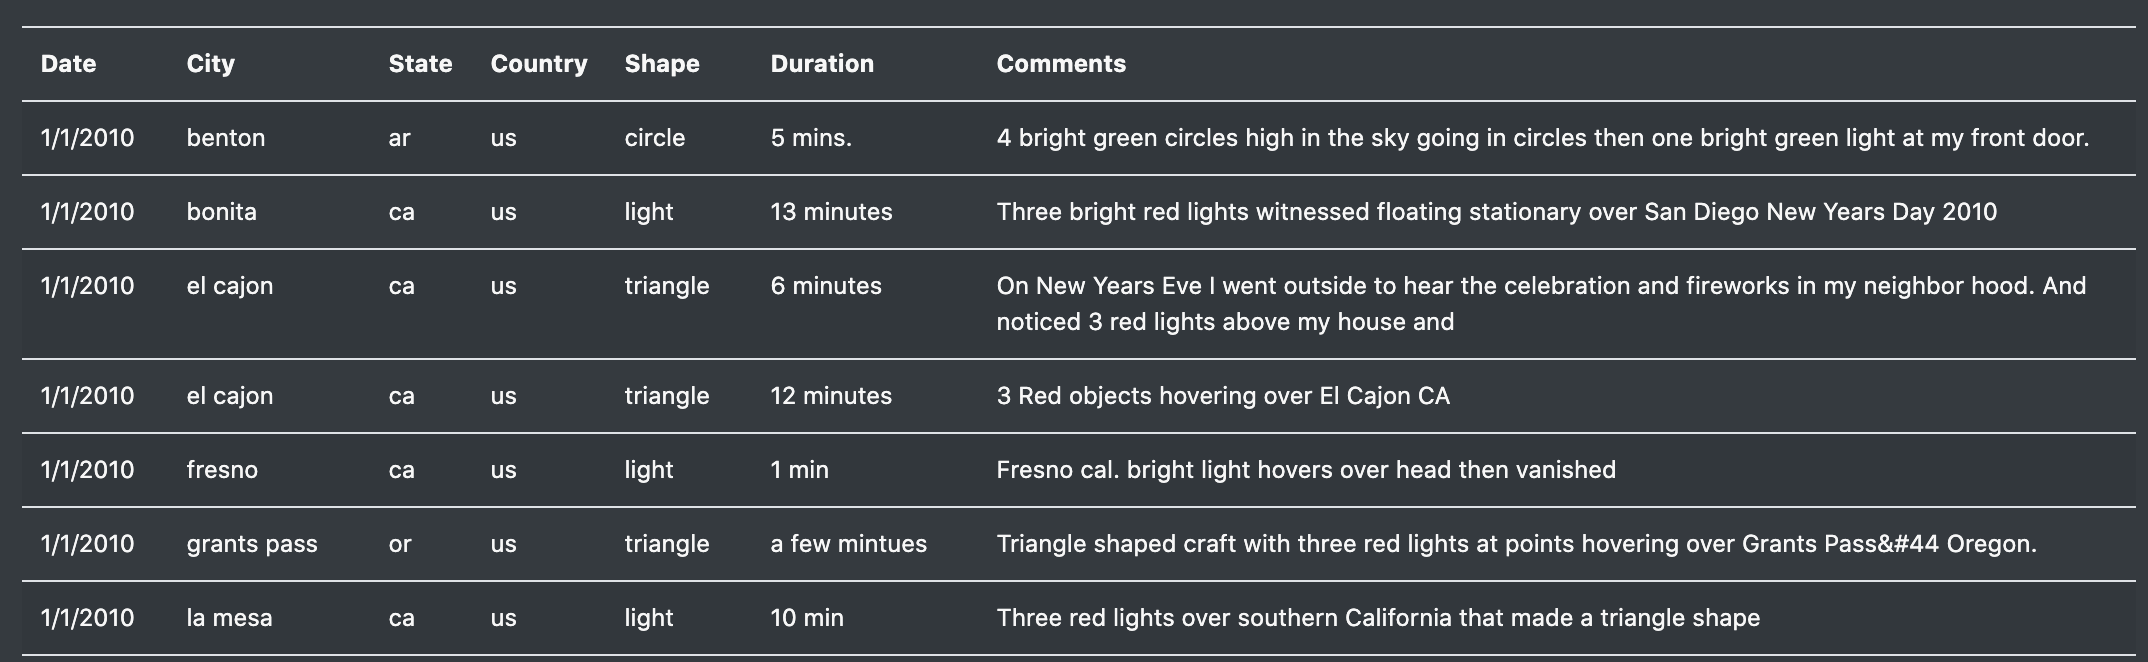 Date City State Country Shape Duration Comments
1/1/2010 benton ar us circle 5 mins. 4 bright green circles high in the sky going in circles then one bright green light at my front door.
1/1/2010 bonita ca us light 13 minutes Three bright red lights witnessed floating stationary over San Diego New Years Day 2010
1/1/2010 el cajon ca us triangle 6 minutes On New Years Eve I went outside to hear the celebration and fireworks in my neighbor hood. And
noticed 3 red lights above my house and
1/1/2010 el cajon ca us triangle 12 minutes 3 Red objects hovering over El Cajon CA
1/1/2010 fresno ca us light 1 min Fresno cal. bright light hovers over head then vanished
1/1/2010 grants pass or us triangle a few mintues Triangle shaped craft with three red lights at points hovering over Grants Pass&#44 Oregon.
1/1/2010 la mesa ca us light 10 min Three red lights over southern California that made a triangle shape